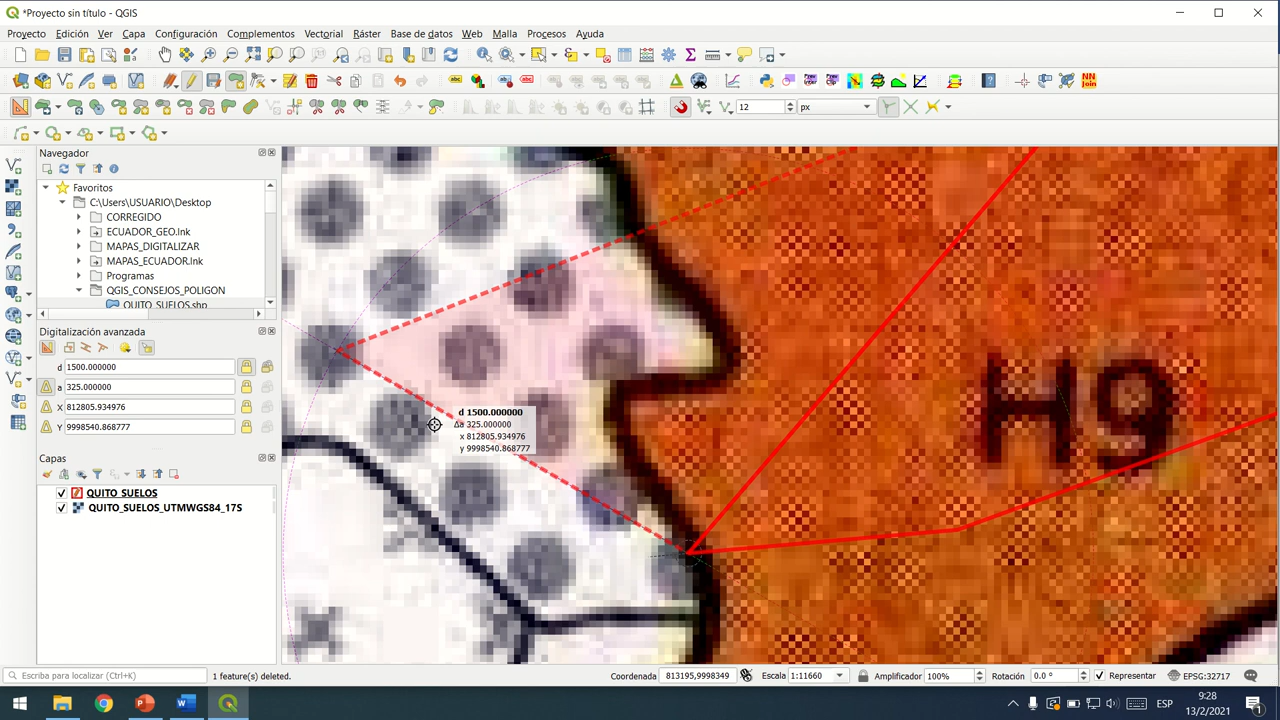 *Proyecto sin título - QGIS
Proyecto Edición Ver Capa Configuración Complementos Vectorial Ráster Base de datos Web Malla Procesos Ayuda
12 px
NN join
Navegador
Favoritos
C:\Users\USUARIO\Desktop
CORREGIDO
ECUADOR_GEO.lnk
MAPAS_DIGITALIZAR
MAPAS_ECUADOR.lnk
Programas
QGIS_CONSEJOS_POLIGON
QUITO_SUELOS.shp
Digitalización avanzada
d 1500.000000
a 325.000000
X 812805.934976
Y 9998540.868777
Capas
QUITO_SUELOS
QUITO_SUELOS_UTMWGS84_17S
d 1500.000000
Δa 325.000000
x 812805.934976
y 9998540.868777
H9
Escriba para localizar (Ctrl+K) 1 feature(s) deleted. Coordenada 813195,9998349 Escala 1:11660 Amplificador 100% Rotación 0.0 º Representar EPSG:32717
ESP 9:28
13/2/2021